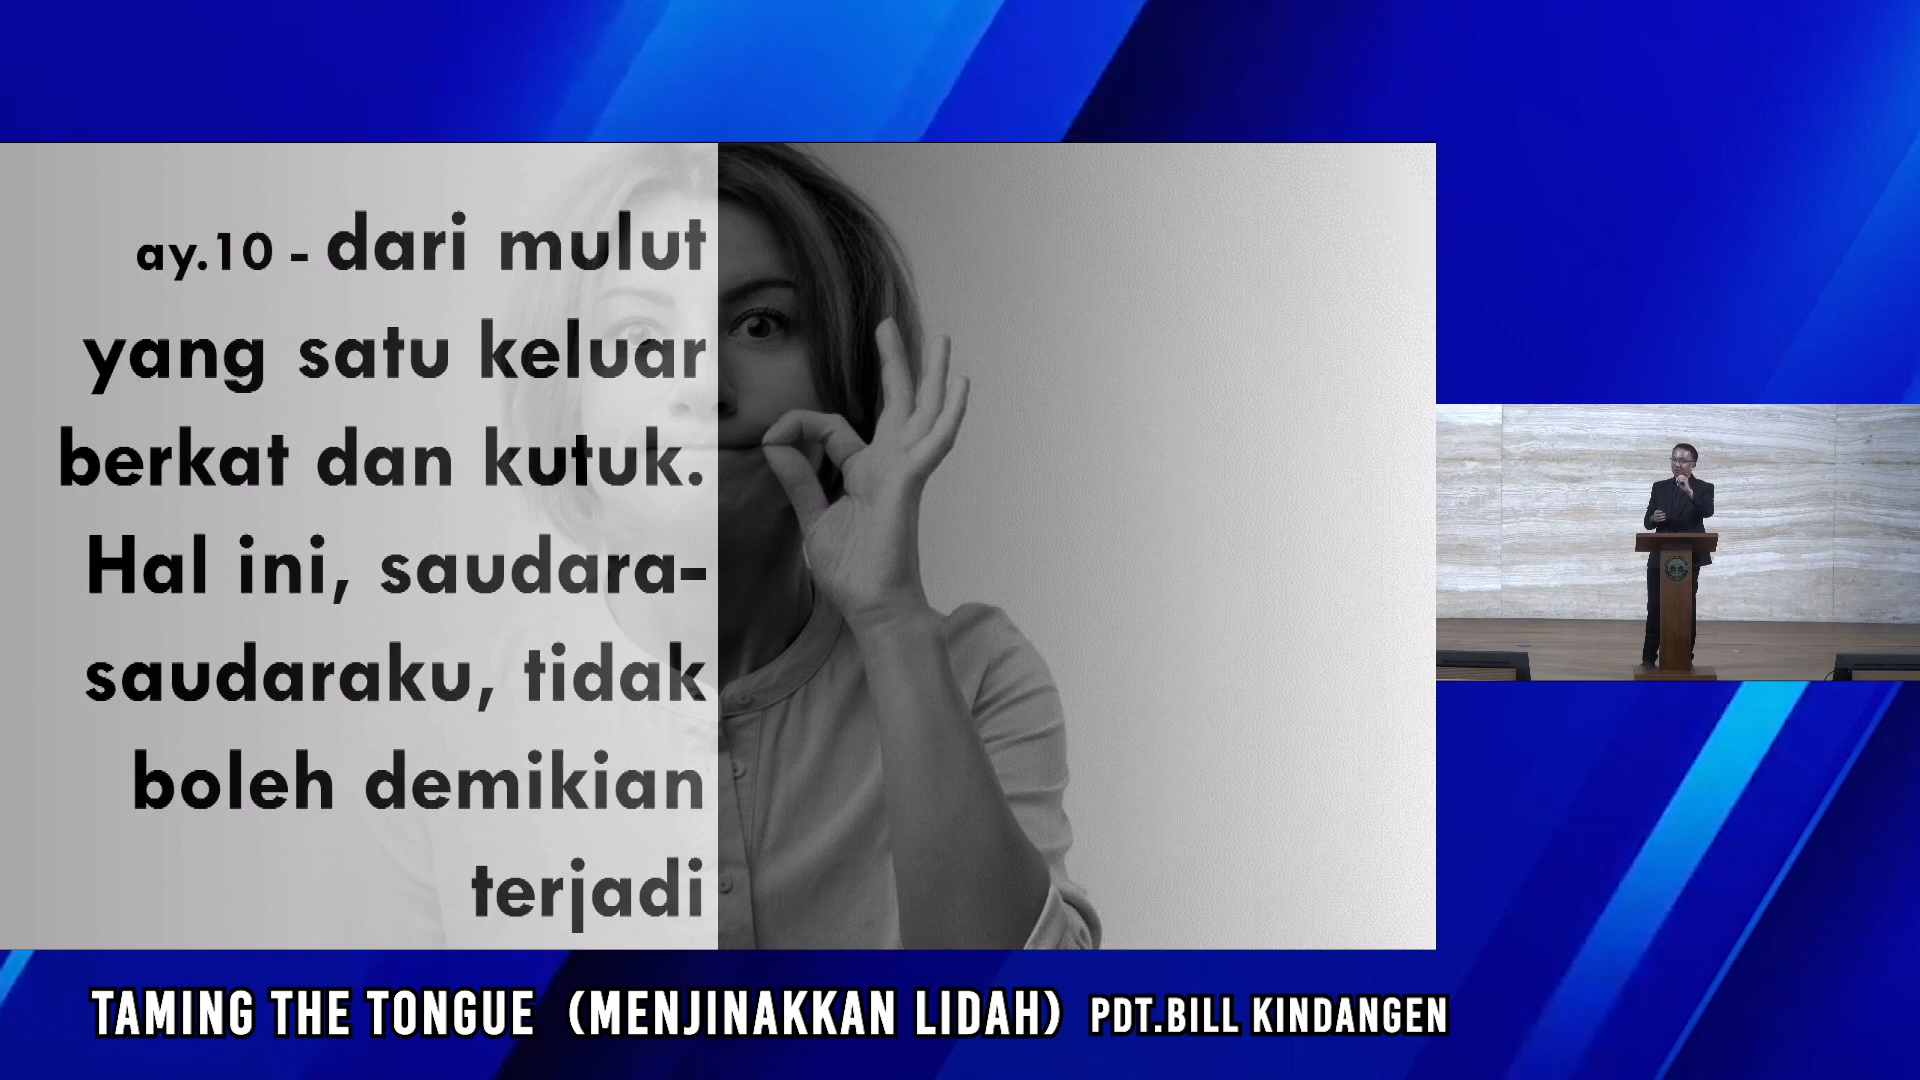 ay.10 - dari mulut
yang satu keluar
berkat dan kutuk.
Hal ini, saudara-
saudaraku, tidak
boleh demikian
terjadi
TAMING THE TONGUE (MENJINAKKAN LIDAH) PDT.BILL KINDANGEN